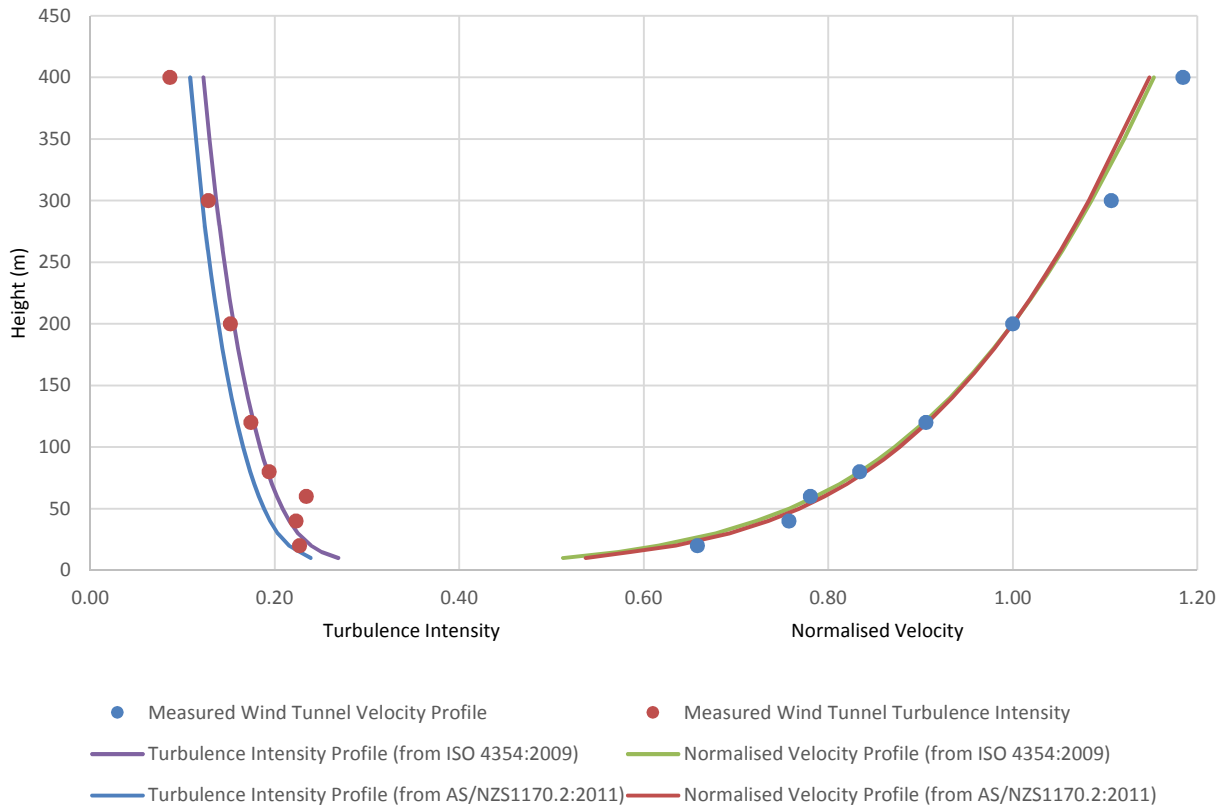 450
400
350
300
250
200
150
100
50
0
Height (m)
0.00 0.20 0.40 0.60 0.80 1.00 1.20
Turbulence Intensity Normalised Velocity
Measured Wind Tunnel Velocity Profile Measured Wind Tunnel Turbulence Intensity
Turbulence Intensity Profile (from ISO 4354:2009) Normalised Velocity Profile (from ISO 4354:2009)
Turbulence Intensity Profile (from AS/NZS1170.2:2011) Normalised Velocity Profile (from AS/NZS1170.2:2011)